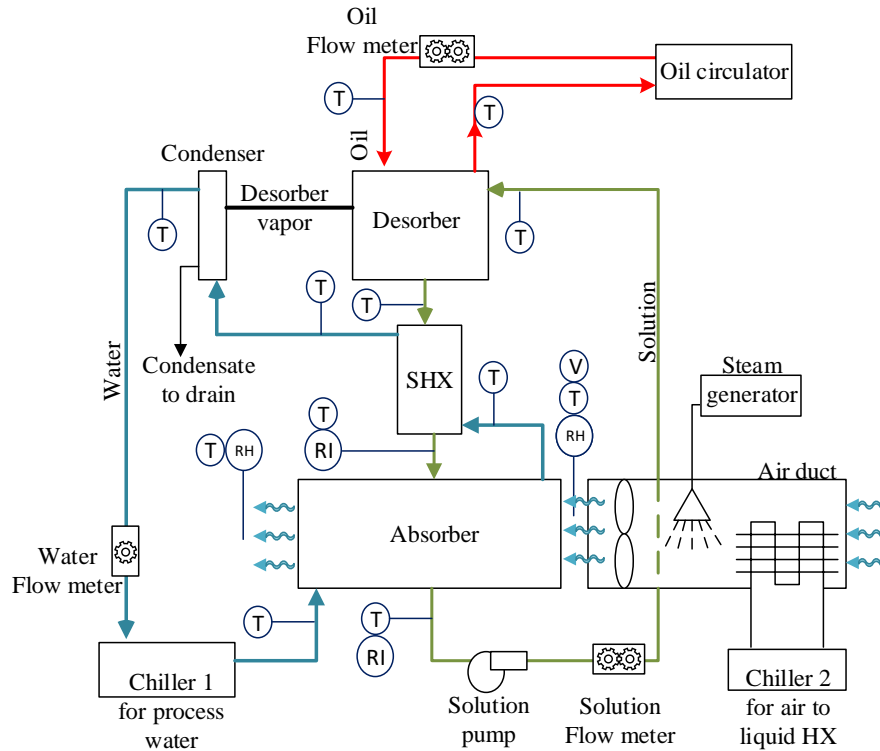 Oil
Flow meter
Oil circulator
T
T
Oil
Condenser
Desorber
vapor
Desorber
T
T
T
T
Water
Solution
Condensate
to drain
SHX
V
T
RH
T
Steam
generator
T
RI
T
RH
Air duct
Absorber
Water
Flow meter
T
T
RI
Chiller 1
for process
water
Solution
pump
Solution
Flow meter
Chiller 2
for air to
liquid HX